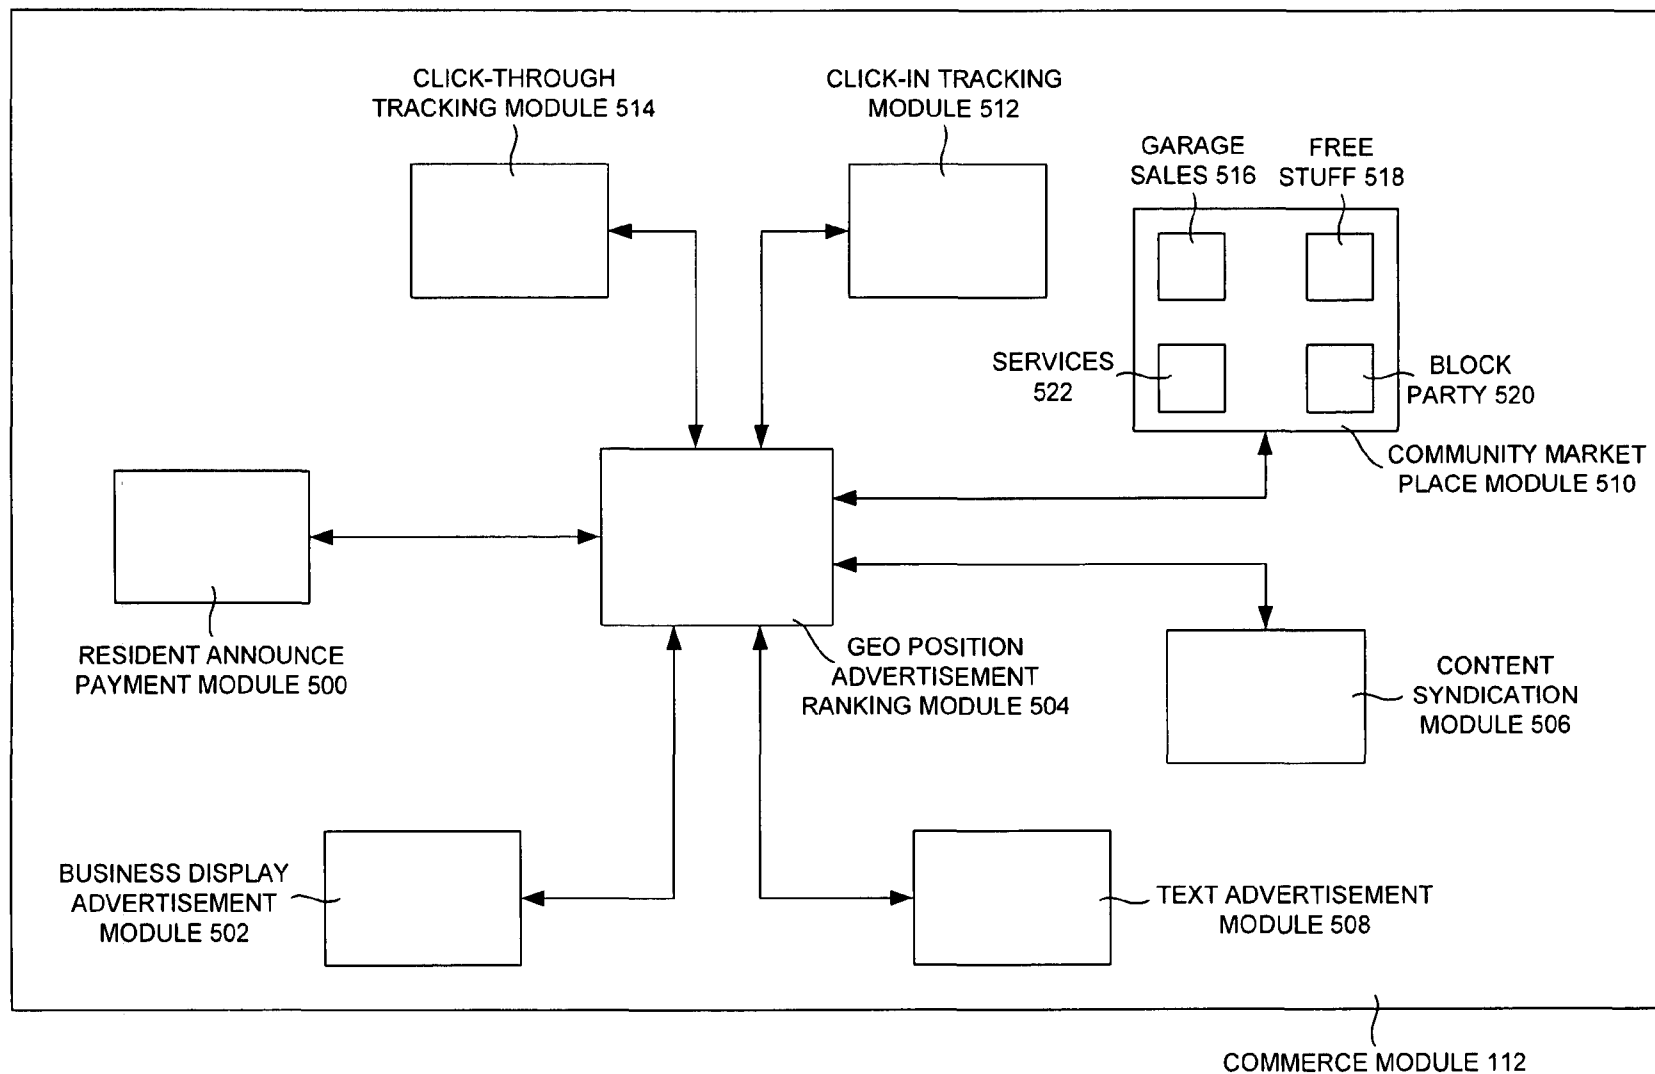 CLICK-THROUGH
TRACKING MODULE 514
CLICK-IN TRACKING
MODULE 512
GARAGE
SALES 516
FREE
STUFF 518
SERVICES
522
BLOCK
PARTY 520
COMMUNITY MARKET
PLACE MODULE 510
RESIDENT ANNOUNCE
PAYMENT MODULE 500
GEO POSITION
ADVERTISEMENT
RANKING MODULE 504
CONTENT
SYNDICATION
MODULE 506
BUSINESS DISPLAY
ADVERTISEMENT
MODULE 502
TEXT ADVERTISEMENT
MODULE 508
COMMERCE MODULE 112